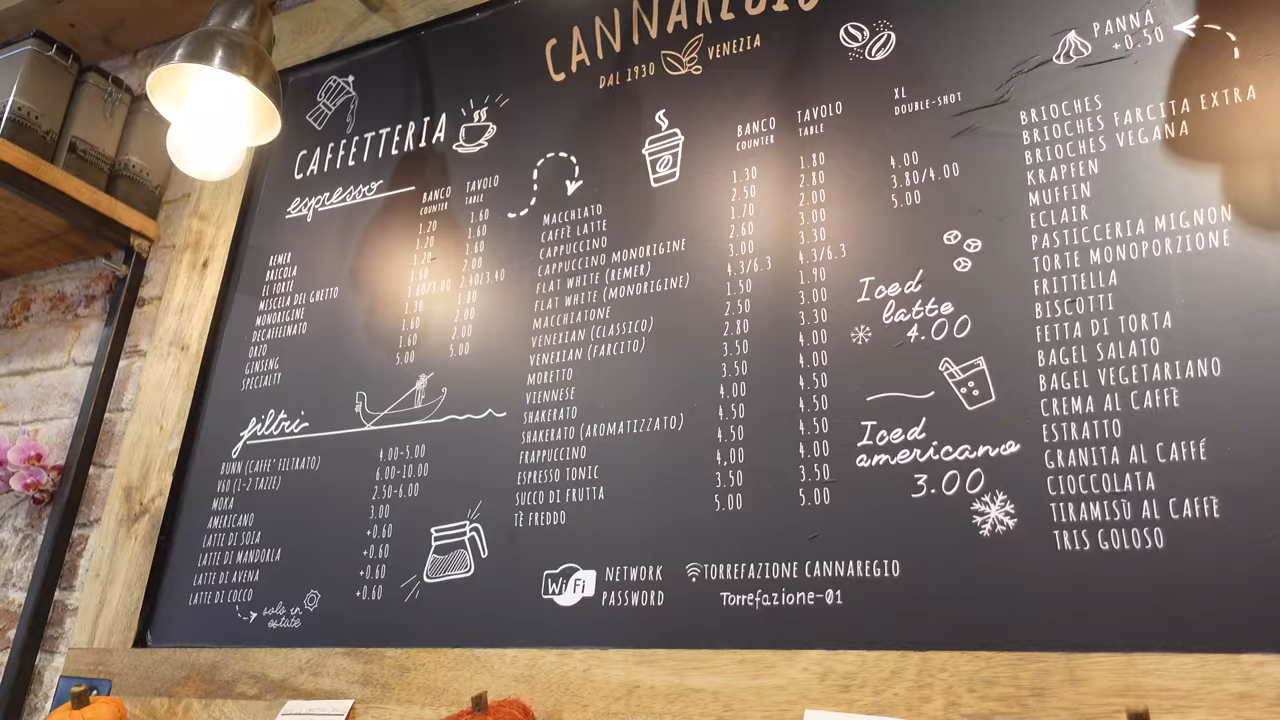 CANNAREGIO
DAL 1930 VENEZIA
CAFFETTERIA
espresso
BANCO COUNTER TAVOLO TABLE
REMER 1.20 1.60
BRICOLA 1.20 1.60
EL FORTE 1.20 1.60
MISCELA DEL GHETTO 1.60 2.00
MONORIGINE 1.80/3.00 2.40/3.40
DECAFFEINATO 1.30 1.80
ORZO 1.60 2.00
GINSENG 1.60 2.00
SPECIALTY 5.00 5.00
filtri
BUNN (CAFFE' FILTRATO) 4.00-5.00
V60 (1-2 TAZZE) 6.00-10.00
MOKA 2.50-6.00
AMERICANO 3.00
LATTE DI SOIA +0.60
LATTE DI MANDORLA +0.60
LATTE DI AVENA +0.60
LATTE DI COCCO +0.60
solo in
estate
BANCO COUNTER TAVOLO TABLE XL DOUBLE-SHOT
MACCHIATO 1.30 1.80
CAFFÈ LATTE 2.50 2.80 4.00
CAPPUCCINO 1.70 2.00 3.80/4.00
CAPPUCCINO MONORIGINE 2.60 3.00 5.00
FLAT WHITE (REMER) 3.00 3.30
FLAT WHITE (MONORIGINE) 4.3/6.3 4.3/6.3
MACCHIATONE 1.50 1.90
VENEXIAN (CLASSICO) 2.50 3.00
VENEXIAN (FARCITO) 2.80 3.30
MORETTO 3.50 4.00
VIENNESE 3.50 4.00
SHAKERATO 4.00 4.50
SHAKERATO (AROMATIZZATO) 4.50 4.50
FRAPPUCCINO 4.50 4.50
ESPRESSO TONIC 4,00 4.00
SUCCO DI FRUTTA 3.50 3.50
TÈ FREDDO 5.00 5.00
Iced
latte
4.00
Iced
americano
3.00
PANNA
+0.50
BRIOCHES
BRIOCHES FARCITA EXTRA
BRIOCHES VEGANA
KRAPFEN
MUFFIN
ECLAIR
PASTICCERIA MIGNON
TORTE MONOPORZIONE
FRITTELLA
BISCOTTI
FETTA DI TORTA
BAGEL SALATO
BAGEL VEGETARIANO
CREMA AL CAFFÈ
ESTRATTO
GRANITA AL CAFFÉ
CIOCCOLATA
TIRAMISÙ AL CAFFÈ
TRIS GOLOSO
WiFi NETWORK TORREFAZIONE CANNAREGIO
PASSWORD Torrefazione-01